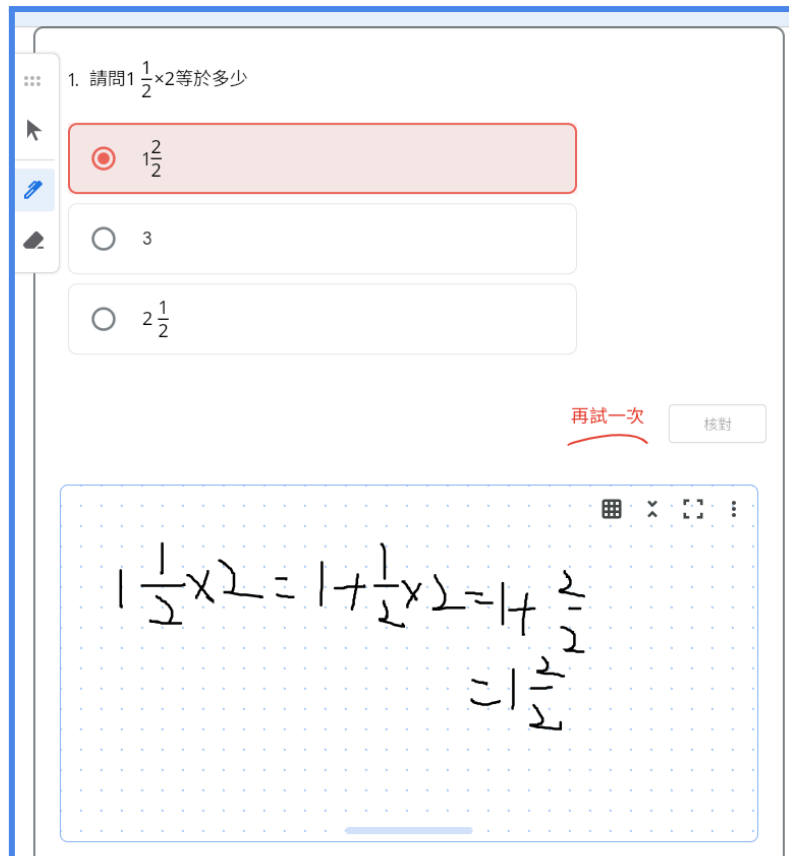 1. 請問1 1/2×2等於多少
1 2/2
3
2 1/2
再試一次
核對
1 1/2 × 2 = 1 + 1/2 × 2 = 1 + 2/2
= 1 2/2